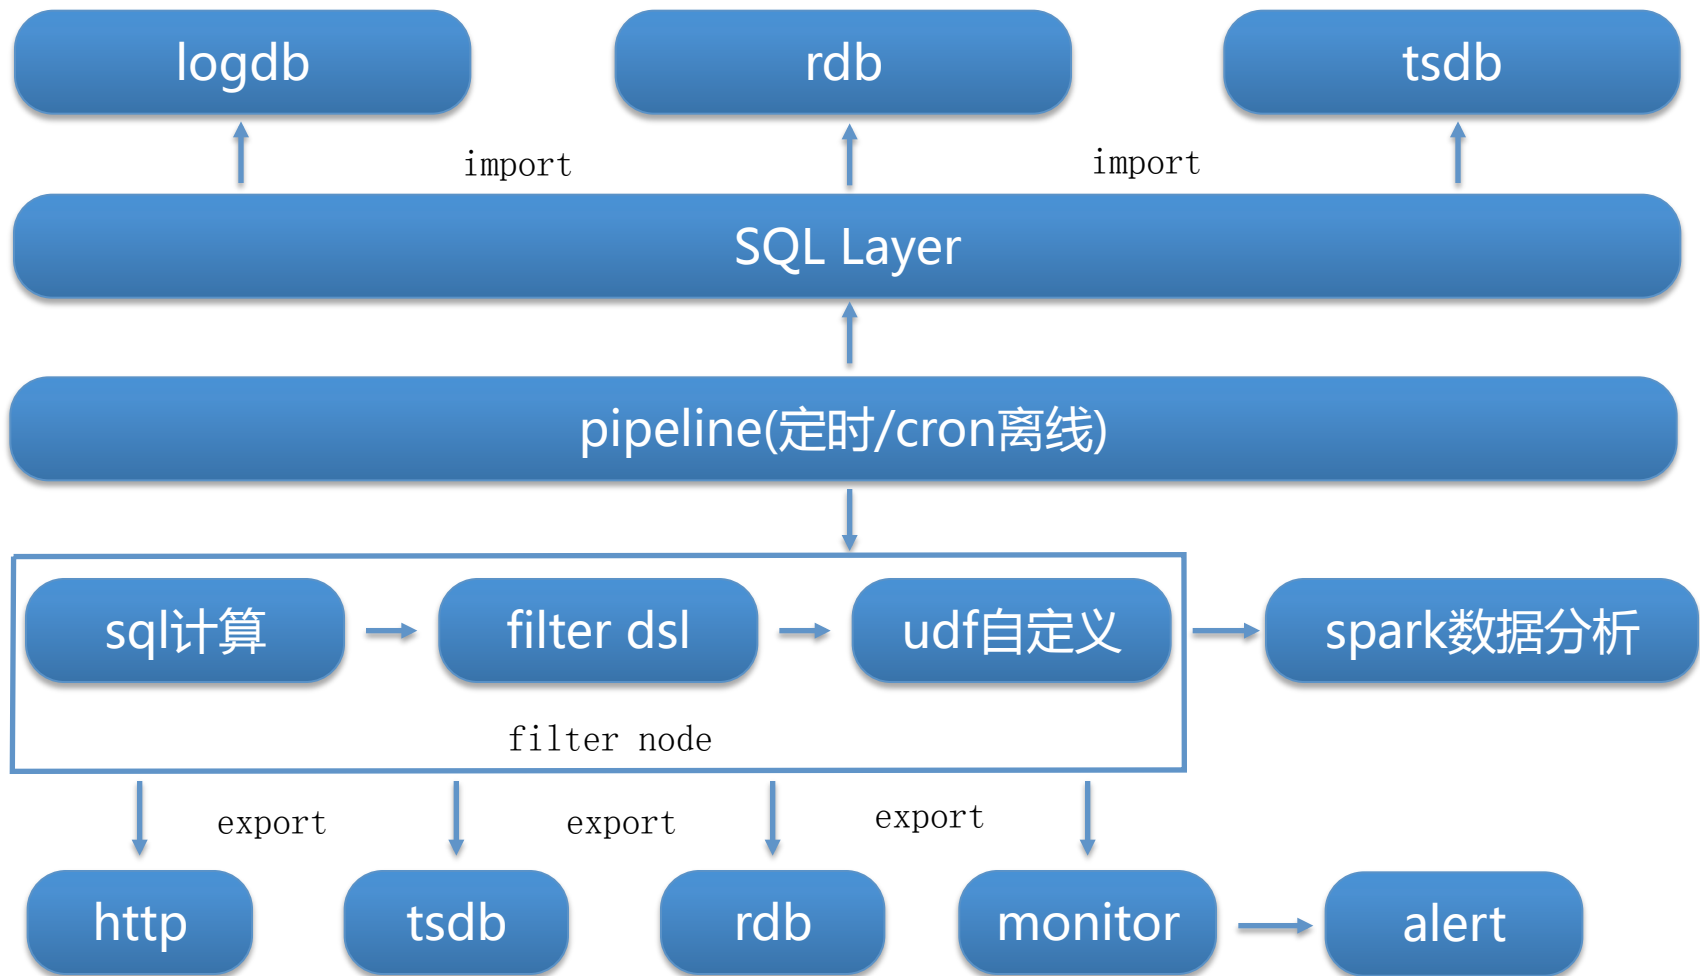 logdb
rdb
tsdb
import
import
SQL Layer
pipeline(定时/cron离线)
sql计算
filter dsl
udf自定义
spark数据分析
filter node
export
export
export
http
tsdb
rdb
monitor
alert